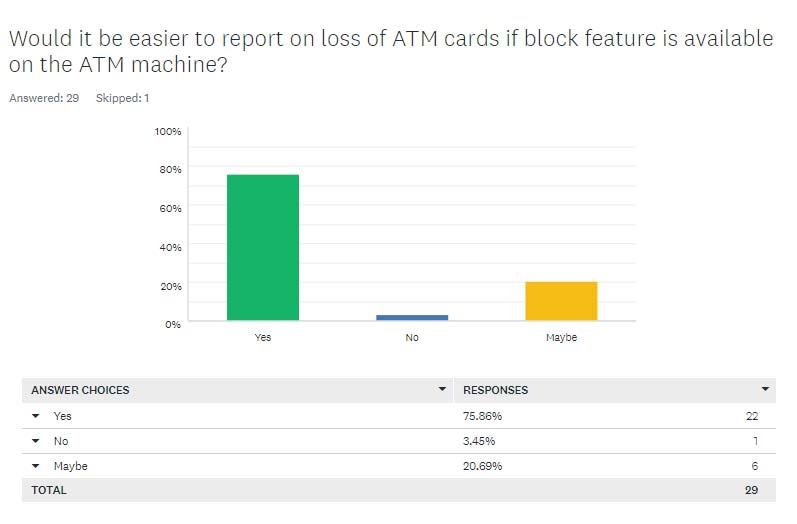 Would it be easier to report on loss of ATM cards if block feature is available
on the ATM machine?
Answered: 29 Skipped: 1
100%
80%
60%
40%
20%
0%
Yes No Maybe
ANSWER CHOICES RESPONSES
Yes 75.86% 22
No 3.45% 1
Maybe 20.69% 6
TOTAL 29